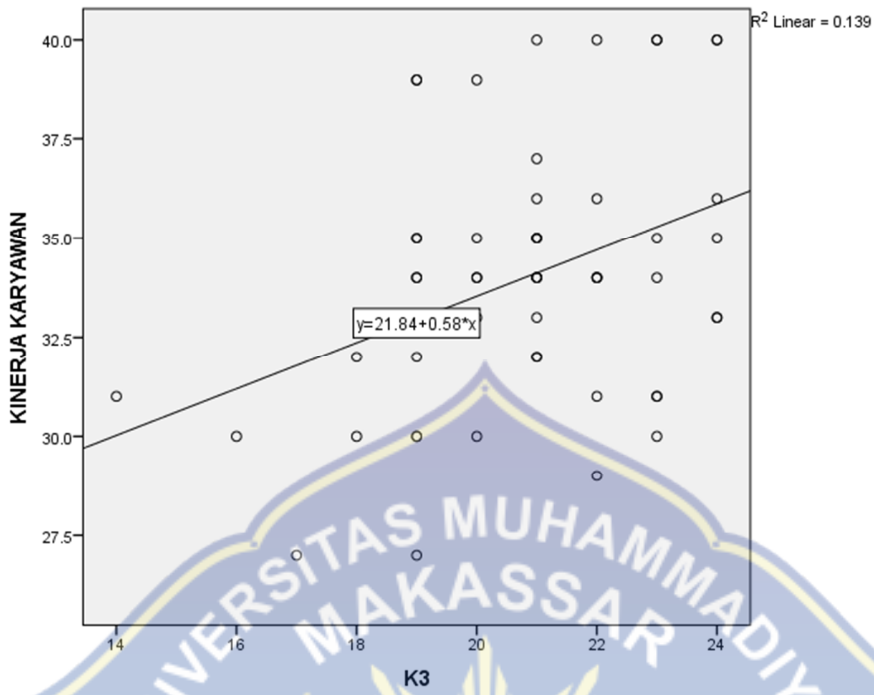 R² Linear = 0.139
40.0
37.5
35.0
32.5
30.0
27.5
KINERJA KARYAWAN
y=21.84+0.58*x
14
16
18
20
22
24
K3
UNIVERSITAS MUHAMMADIY
MAKASSAR